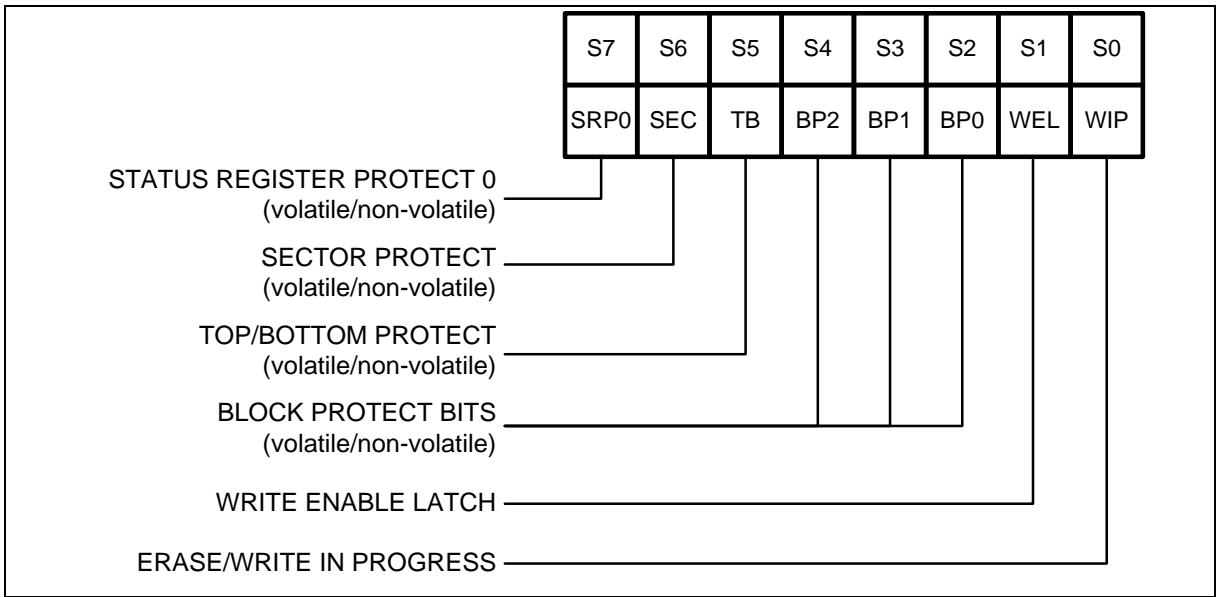 S7 S6 S5 S4 S3 S2 S1 S0
SRP0 SEC TB BP2 BP1 BP0 WEL WIP
STATUS REGISTER PROTECT 0
(volatile/non-volatile)
SECTOR PROTECT
(volatile/non-volatile)
TOP/BOTTOM PROTECT
(volatile/non-volatile)
BLOCK PROTECT BITS
(volatile/non-volatile)
WRITE ENABLE LATCH
ERASE/WRITE IN PROGRESS